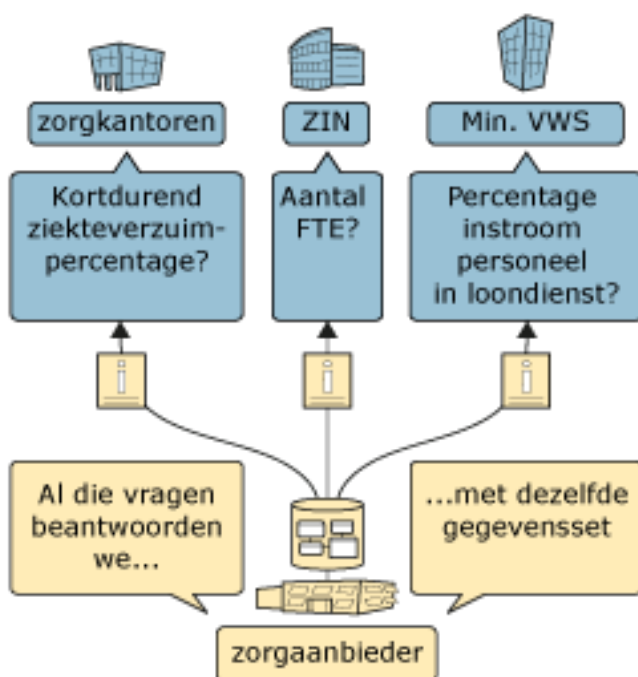 zorgkantoren
ZIN
Min. VWS
Kortdurend
ziekteverzuim-
percentage?
Aantal
FTE?
Percentage
instroom
personeel
in loondienst?
i
i
i
Al die vragen
beantwoorden
we...
...met dezelfde
gegevensset
zorgaanbieder